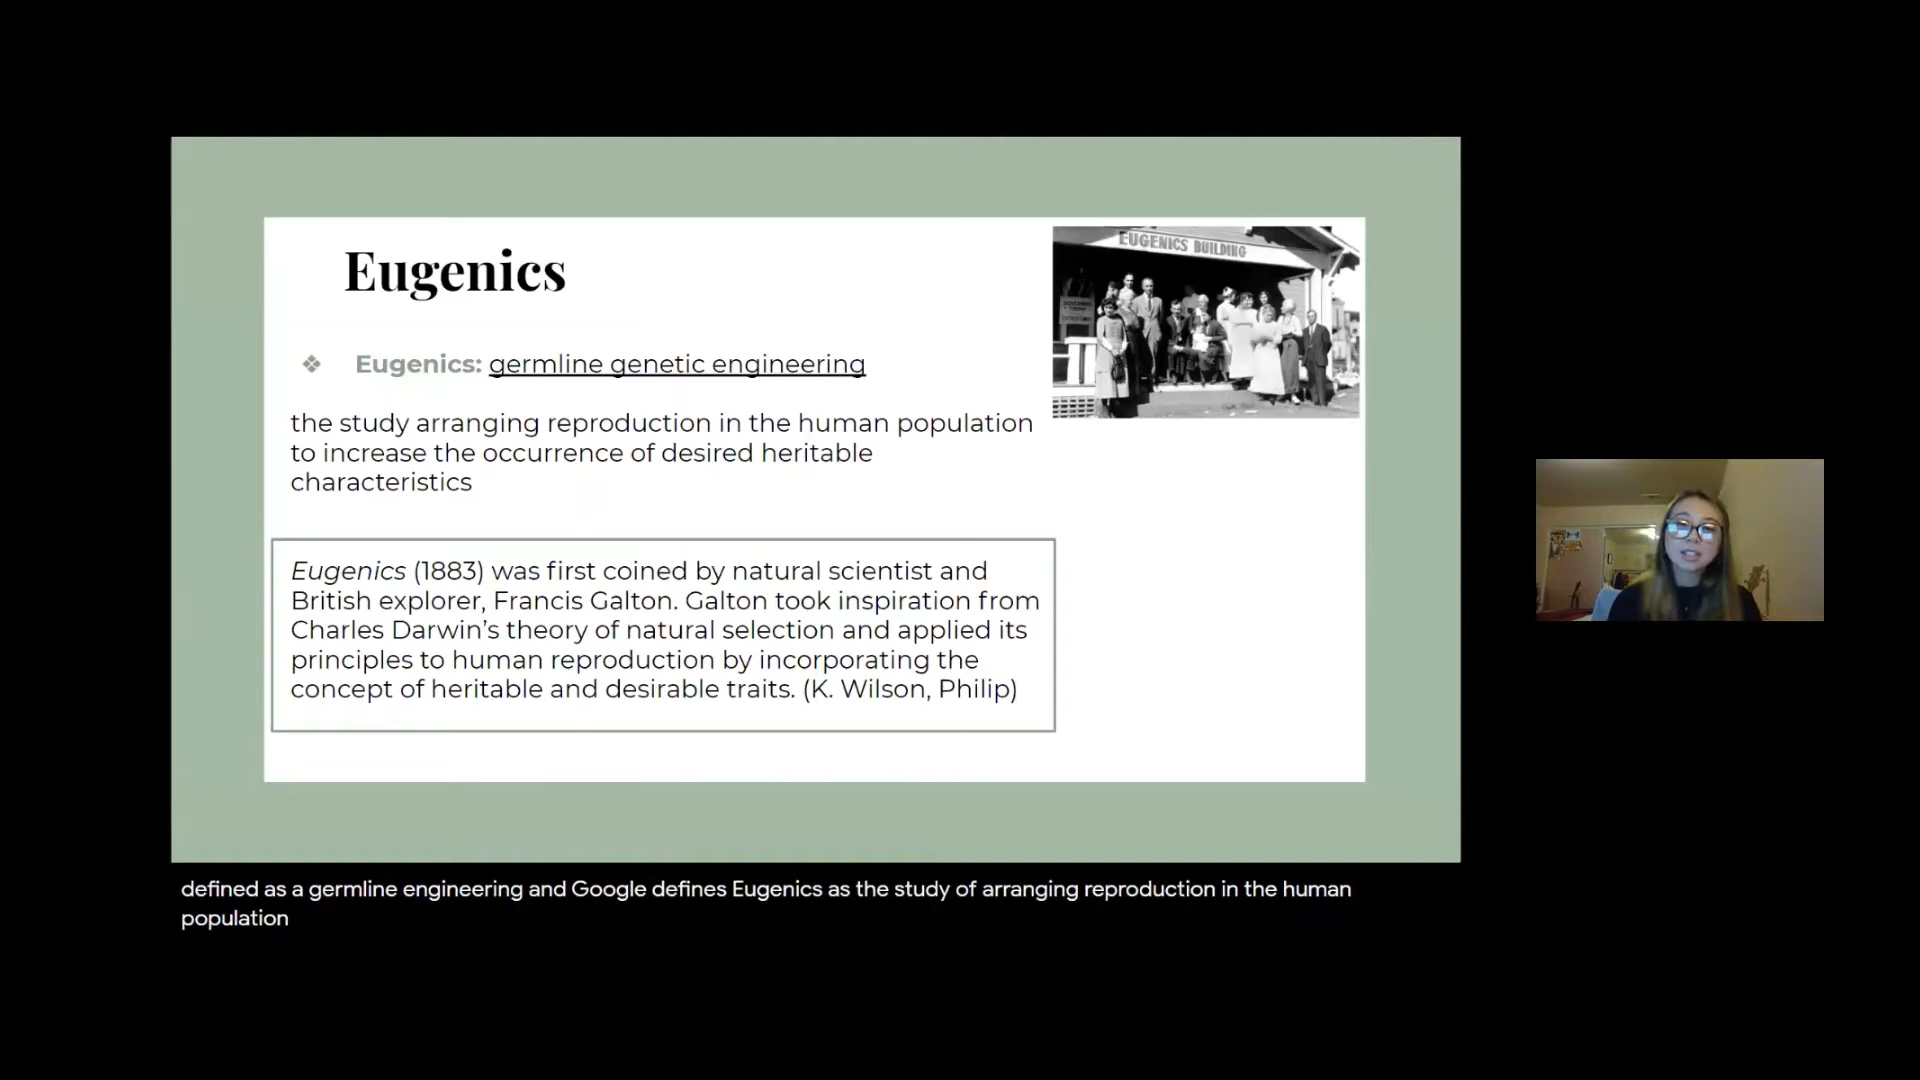 EUGENICS BUILDING
Eugenics
❖ Eugenics: germline genetic engineering
the study arranging reproduction in the human population
to increase the occurrence of desired heritable
characteristics
Eugenics (1883) was first coined by natural scientist and
British explorer, Francis Galton. Galton took inspiration from
Charles Darwin’s theory of natural selection and applied its
principles to human reproduction by incorporating the
concept of heritable and desirable traits. (K. Wilson, Philip)
defined as a germline engineering and Google defines Eugenics as the study of arranging reproduction in the human
population